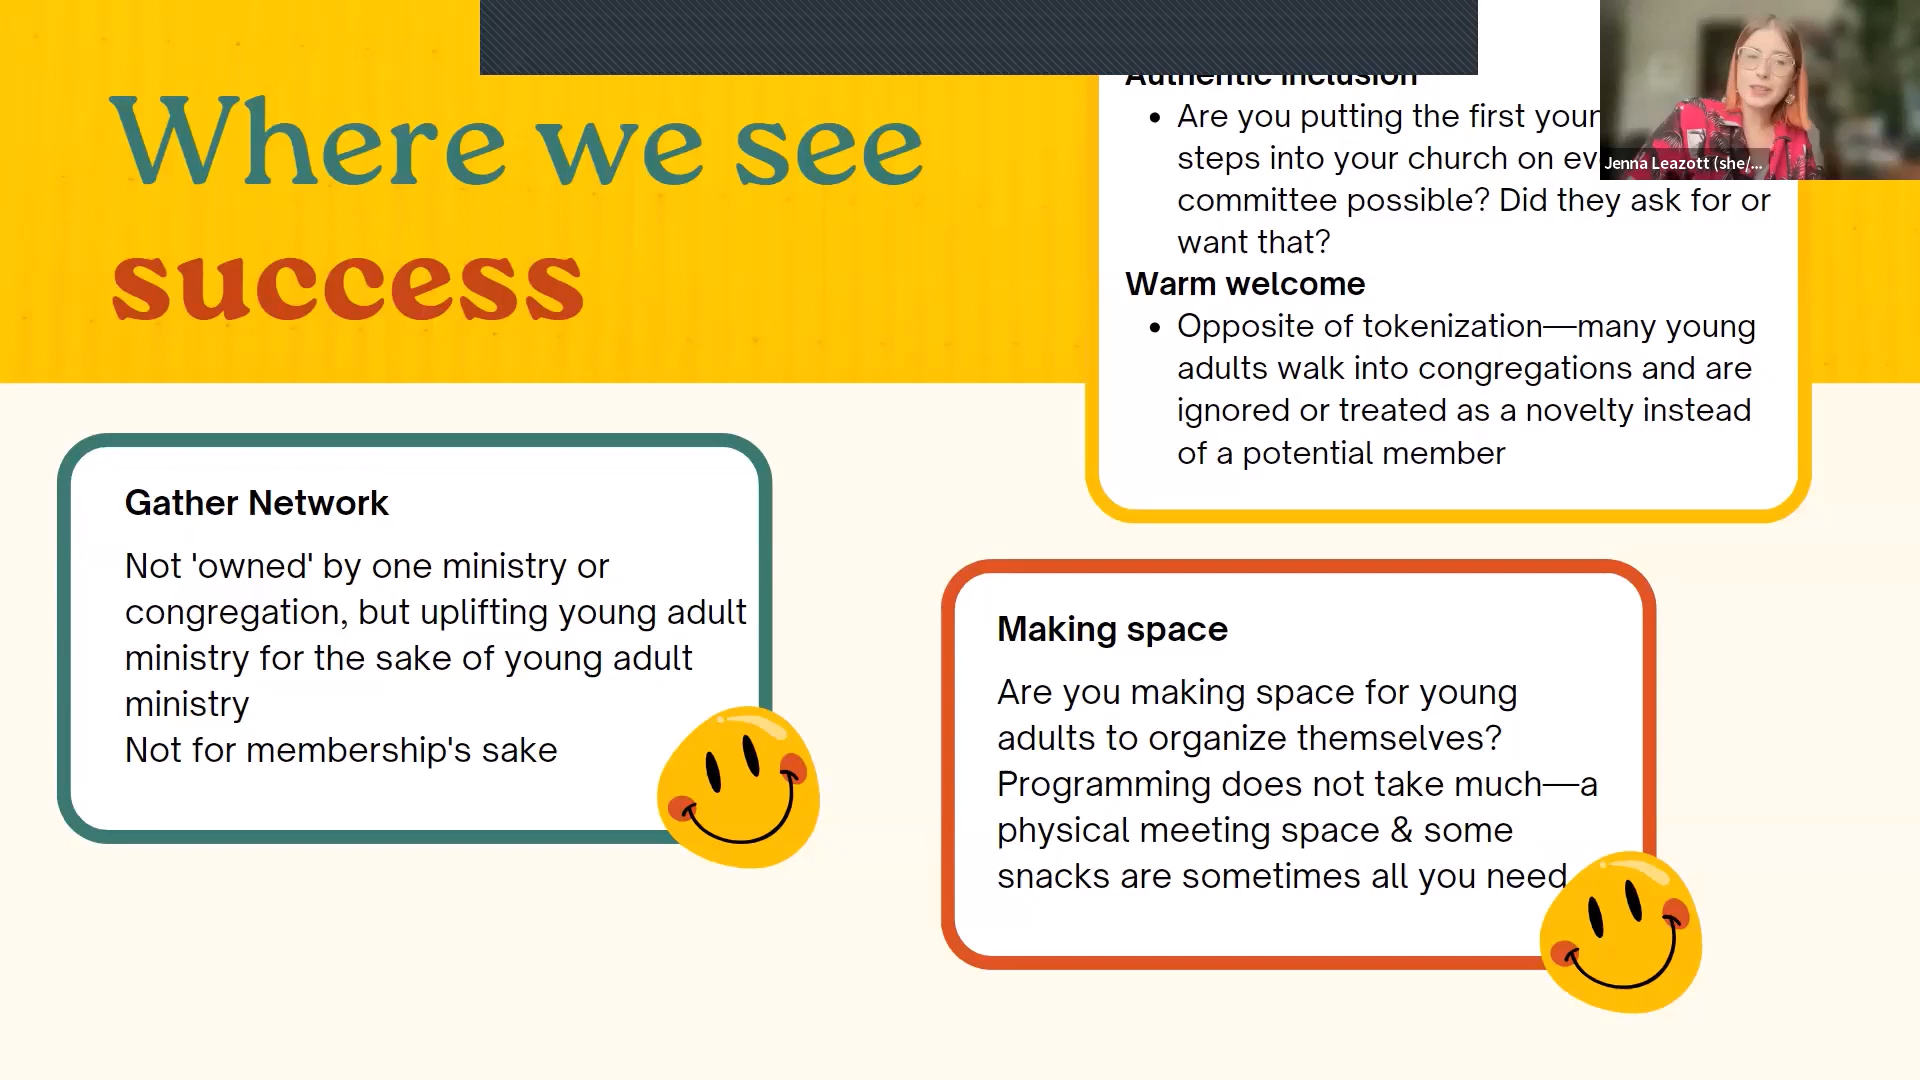 Where we see
success
Authentic inclusion
• Are you putting the first
steps into your church on
committee possible? Did they ask for or
want that?
Warm welcome
• Opposite of tokenization—many young
adults walk into congregations and are
ignored or treated as a novelty instead
of a potential member
Gather Network
Not 'owned' by one ministry or
congregation, but uplifting young adult
ministry for the sake of young adult
ministry
Not for membership's sake
Making space
Are you making space for young
adults to organize themselves?
Programming does not take much—a
physical meeting space & some
snacks are sometimes all you need
Jenna Leazott (she/...